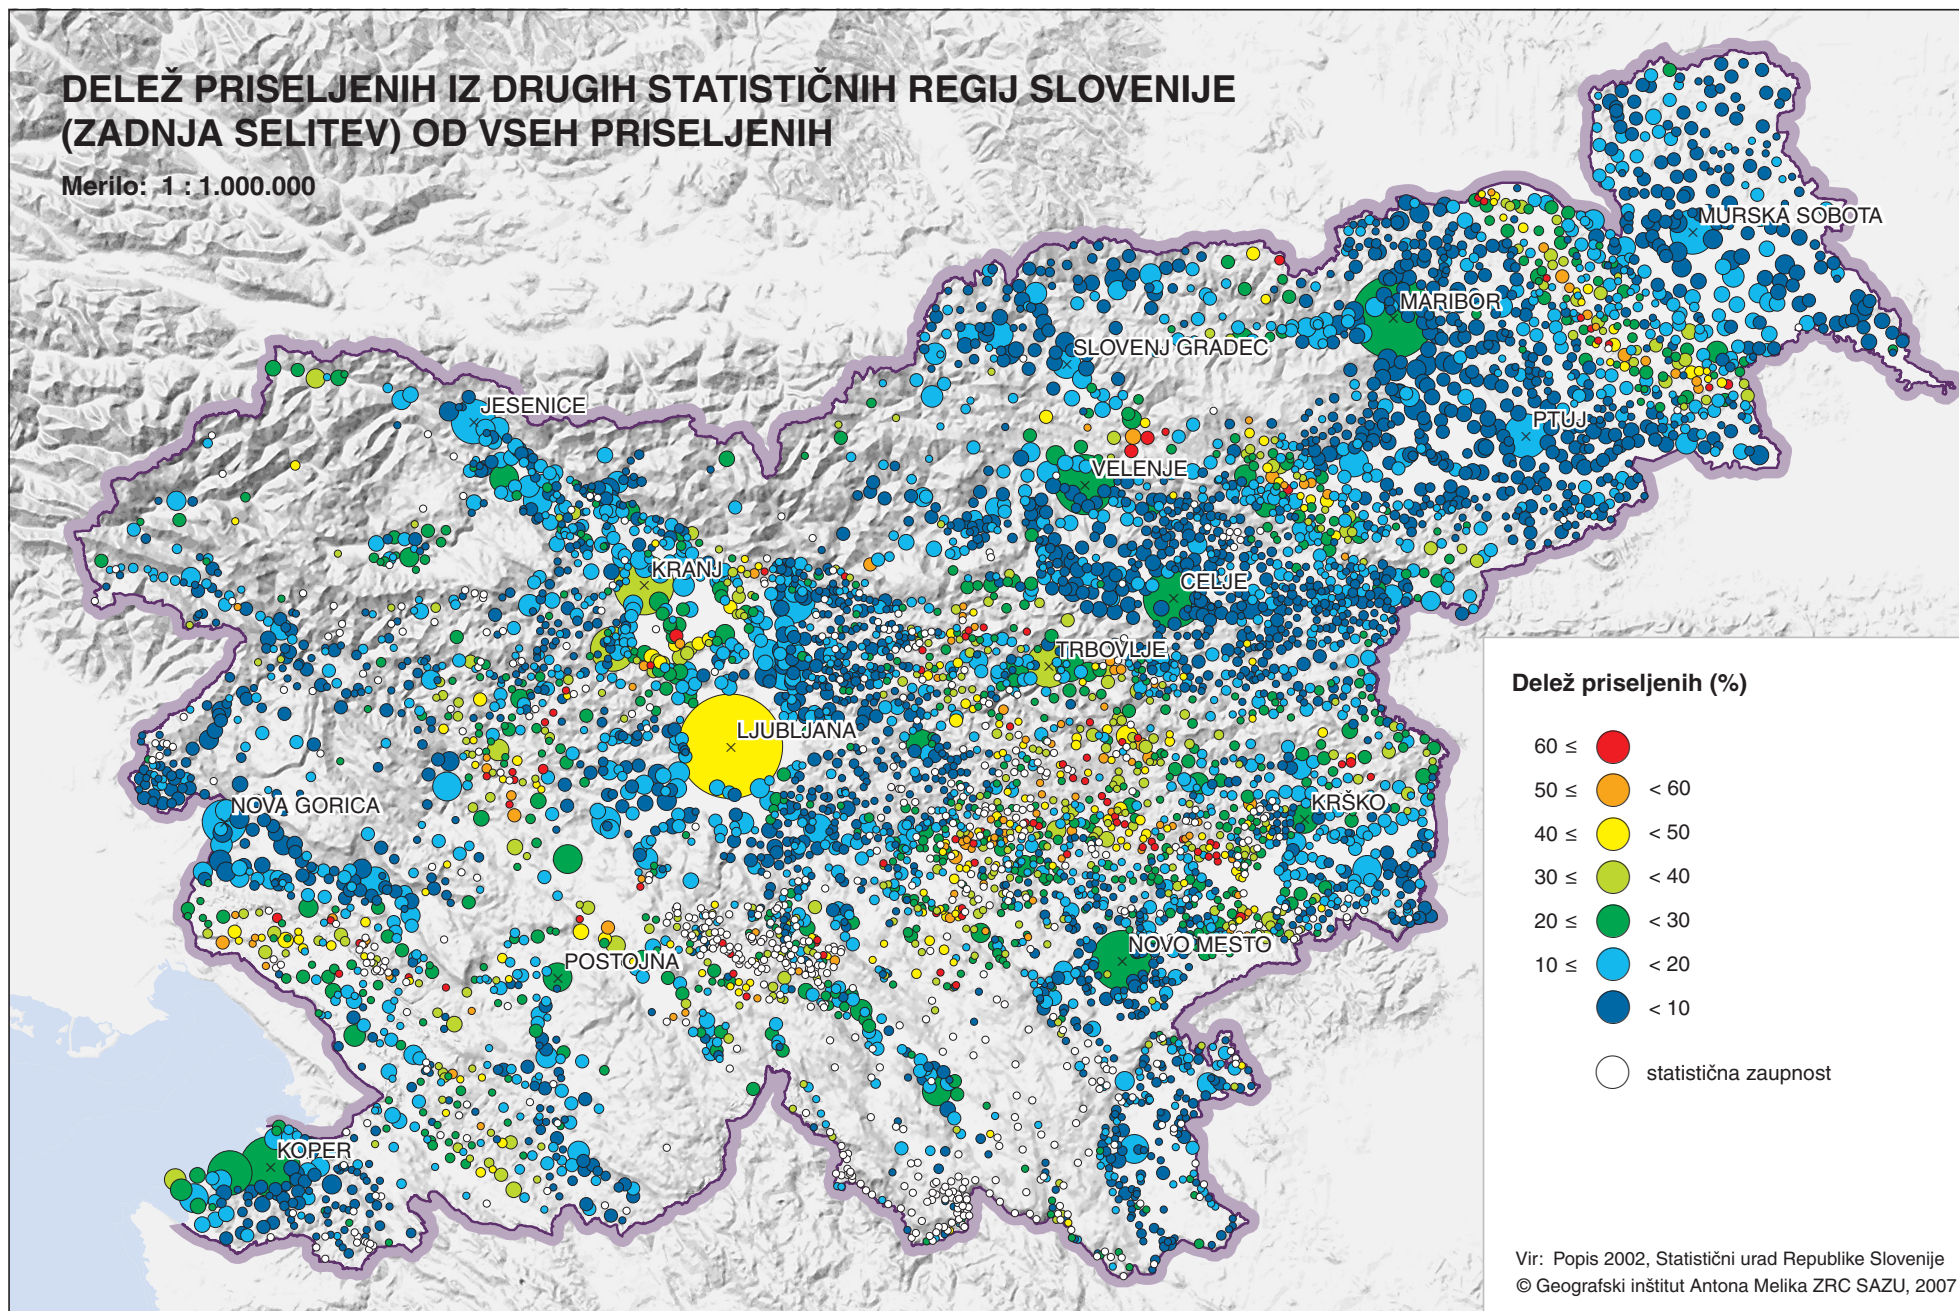 DELEŽ PRISELJENIH IZ DRUGIH STATISTIČNIH REGIJ SLOVENIJE
(ZADNJA SELITEV) OD VSEH PRISELJENIH
Merilo: 1 : 1.000.000
MURSKA SOBOTA
MARIBOR
SLOVENJ GRADEC
JESENICE
PTUJ
VELENJE
KRANJ
CELJE
TRBOVLJE
LJUBLJANA
NOVA GORICA
KRŠKO
NOVO MESTO
POSTOJNA
KOPER
Delež priseljenih (%)
60 ≤
50 ≤ < 60
40 ≤ < 50
30 ≤ < 40
20 ≤ < 30
10 ≤ < 20
< 10
statistična zaupnost
Vir: Popis 2002, Statistični urad Republike Slovenije
© Geografski inštitut Antona Melika ZRC SAZU, 2007